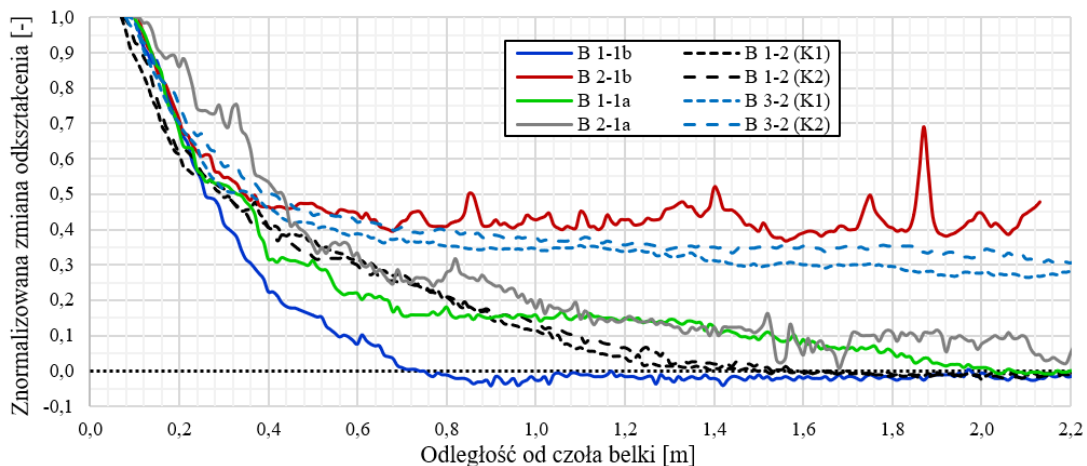 Znormalizowana zmiana odkształcenia [-]
1,0
0,9
0,8
0,7
0,6
0,5
0,4
0,3
0,2
0,1
0,0
-0,1
B 1-1b
B 1-2 (K1)
B 2-1b
B 1-2 (K2)
B 1-1a
B 3-2 (K1)
B 2-1a
B 3-2 (K2)
0,0 0,2 0,4 0,6 0,8 1,0 1,2 1,4 1,6 1,8 2,0 2,2
Odległość od czoła belki [m]